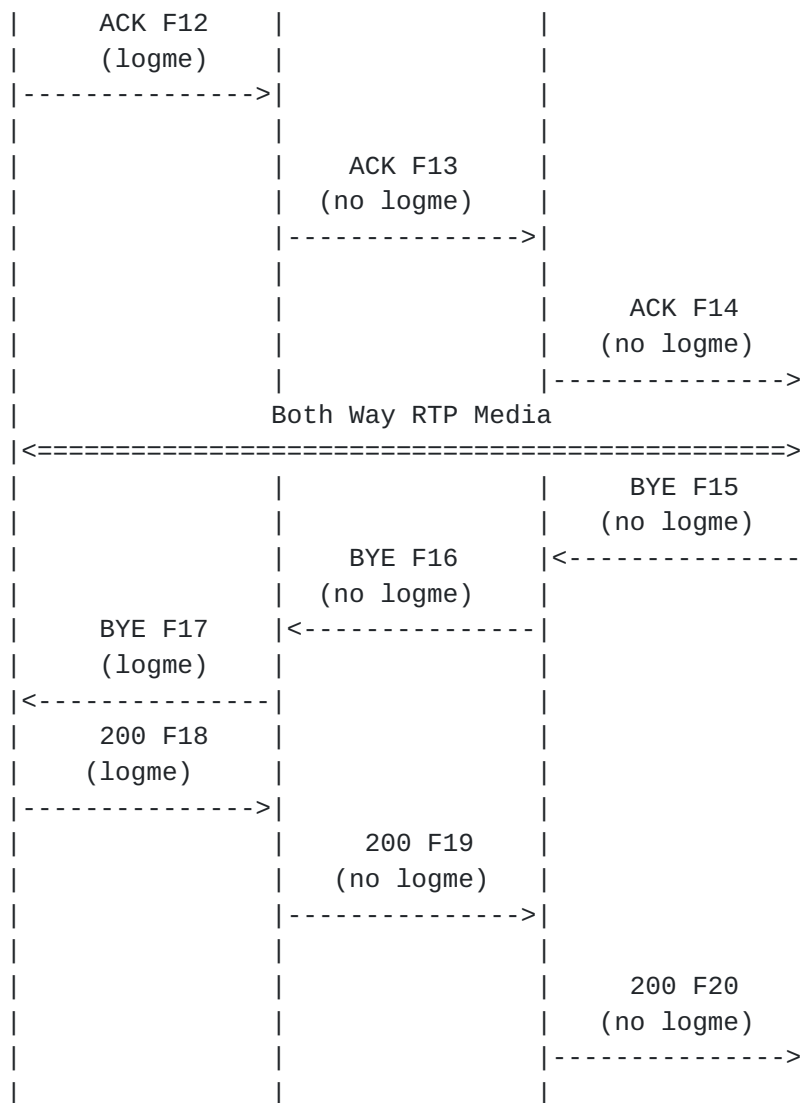 ACK F12
(logme)
ACK F13
(no logme)
ACK F14
(no logme)
Both Way RTP Media
BYE F15
(no logme)
BYE F16
(no logme)
BYE F17
(logme)
200 F18
(logme)
200 F19
(no logme)
200 F20
(no logme)